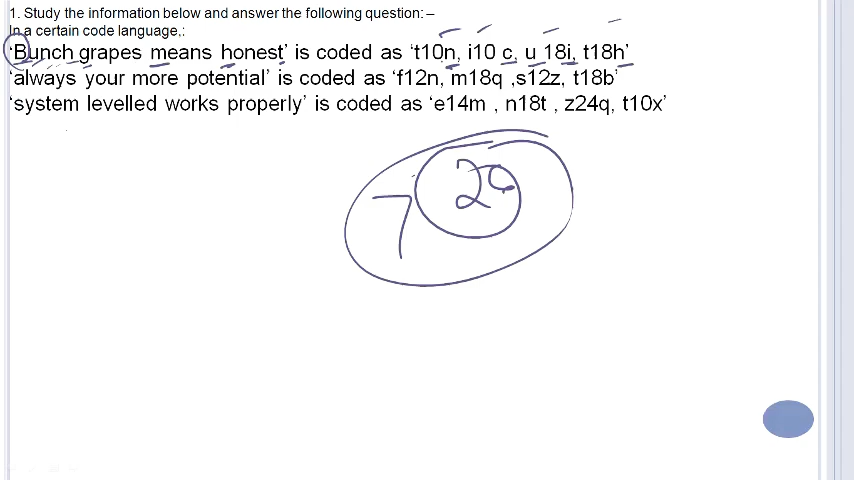 1. Study the information below and answer the following question: –
In a certain code language,:
‘Bunch grapes means honest’ is coded as ‘t10n, i10 c, u 18i, t18h’
‘always your more potential’ is coded as ‘f12n, m18q ,s12z, t18b’
‘system levelled works properly’ is coded as ‘e14m , n18t , z24q, t10x’
7 29